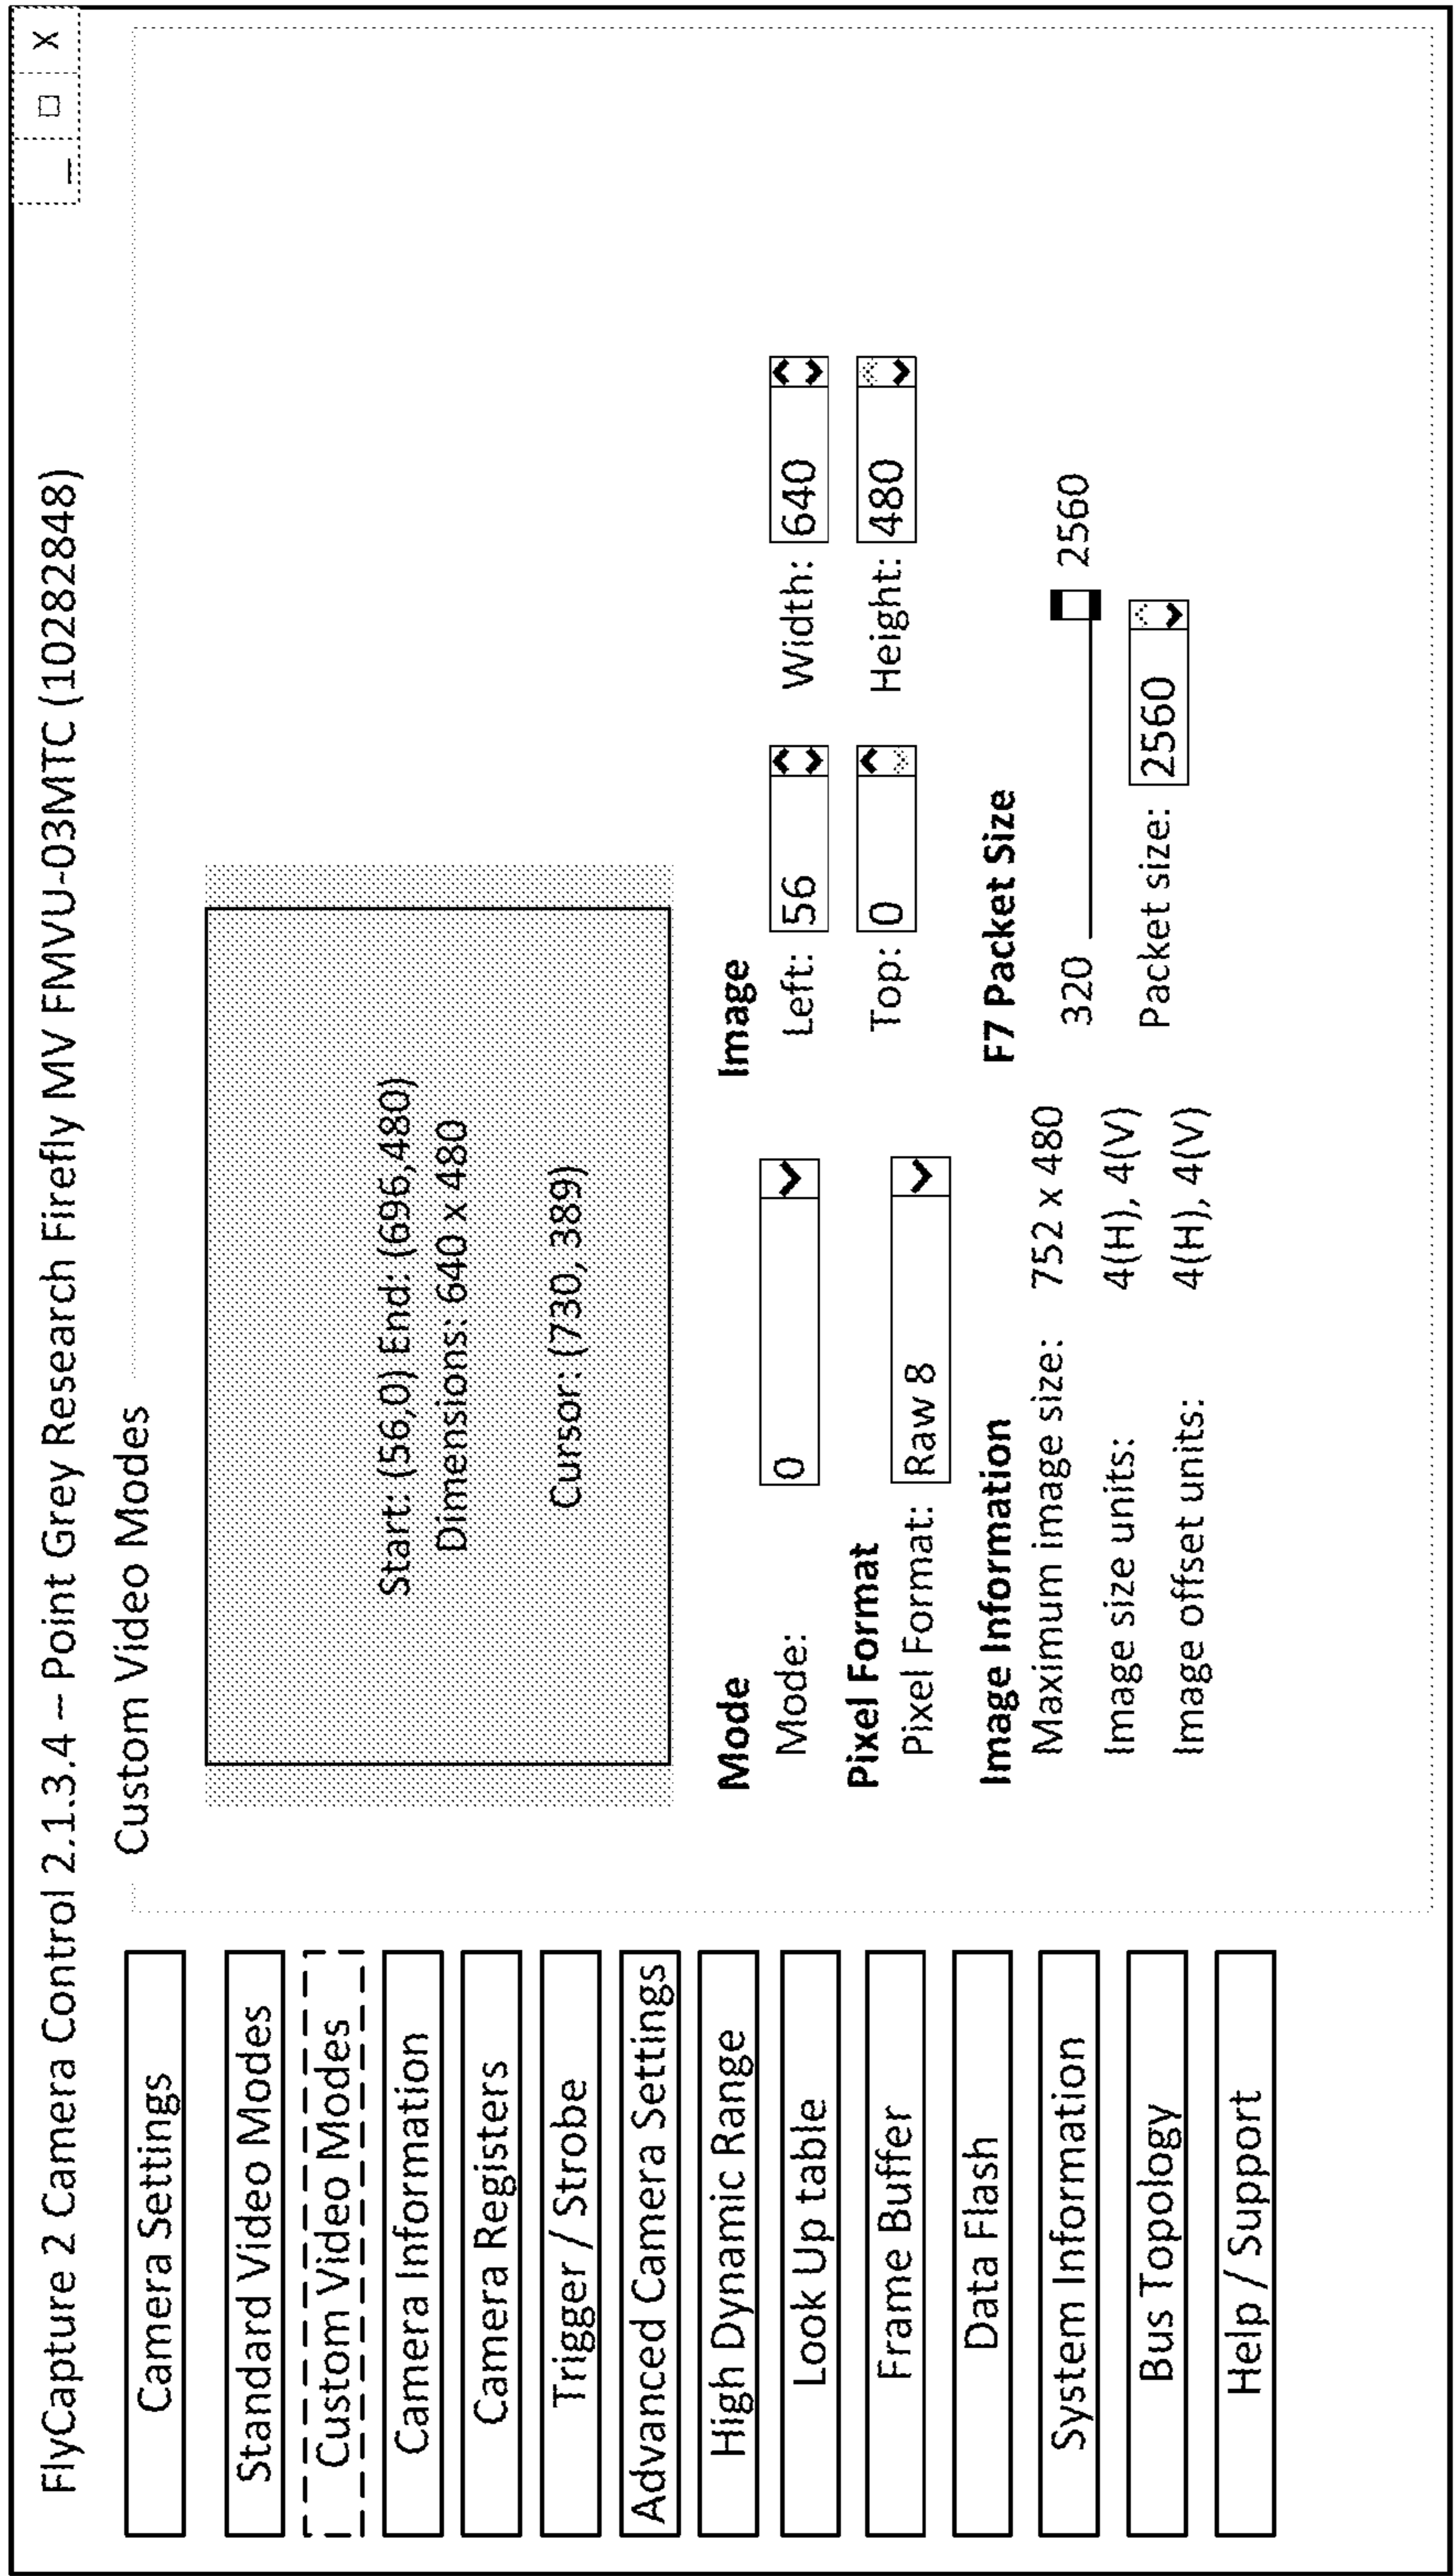 FlyCapture 2 Camera Control 2.1.3.4 – Point Grey Research Firefly MV FMVU-03MTC (10282848)
_ □ X
Camera Settings
Standard Video Modes
Custom Video Modes
Camera Information
Camera Registers
Trigger / Strobe
Advanced Camera Settings
High Dynamic Range
Look Up table
Frame Buffer
Data Flash
System Information
Bus Topology
Help / Support
Custom Video Modes
Start: (56,0) End: (696,480)
Dimensions: 640 x 480
Cursor: (730, 389)
Mode
Mode: 0
Pixel Format
Pixel Format: Raw 8
Image Information
Maximum image size: 752 x 480
Image size units: 4(H), 4(V)
Image offset units: 4(H), 4(V)
Image
Left: 56 Width: 640
Top: 0 Height: 480
F7 Packet Size
320 2560
Packet size: 2560